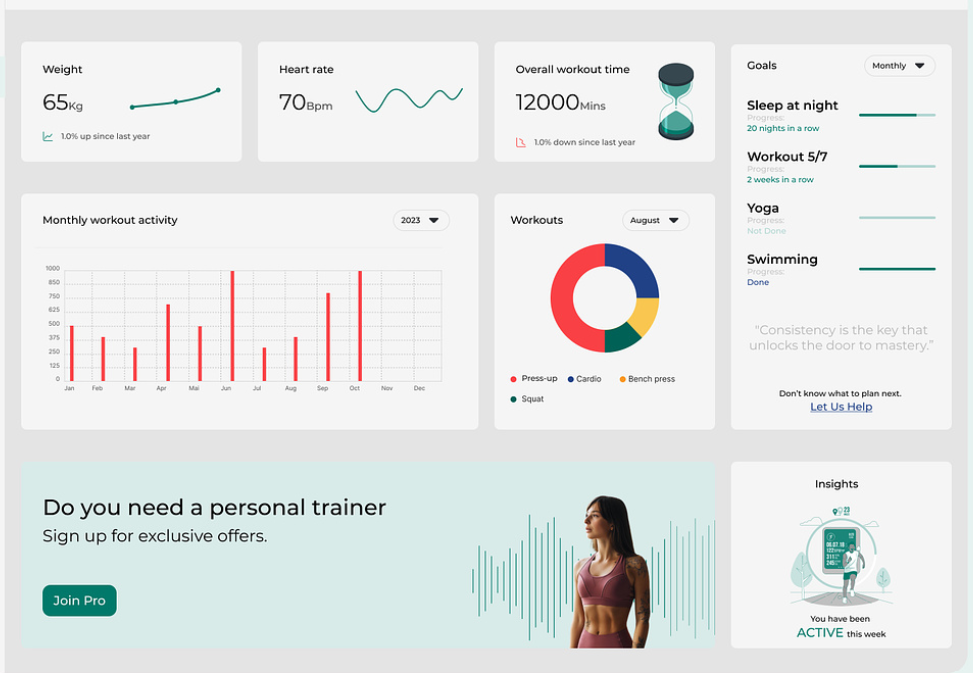 Weight
65Kg
1.0% up since last year
Heart rate
70Bpm
Overall workout time
12000Mins
1.0% down since last year
Goals
Monthly
Sleep at night
Progress:
20 nights in a row
Workout 5/7
Progress:
2 weeks in a row
Yoga
Progress:
Not Done
Swimming
Progress:
Done
"Consistency is the key that
unlocks the door to mastery."
Don't know what to plan next.
Let Us Help
Monthly workout activity
2023
1000
850
750
625
500
375
250
125
0
Jan Feb Mar Apr Mai Jun Jul Aug Sep Oct Nov Dec
Workouts
August
Press-up Cardio Bench press
Squat
Do you need a personal trainer
Sign up for exclusive offers.
Join Pro
Insights
You have been
ACTIVE this week